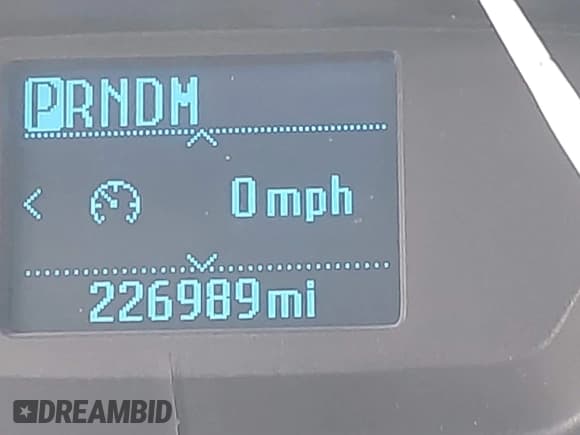 PRNDM
0 mph
226989 mi
DREAMBID